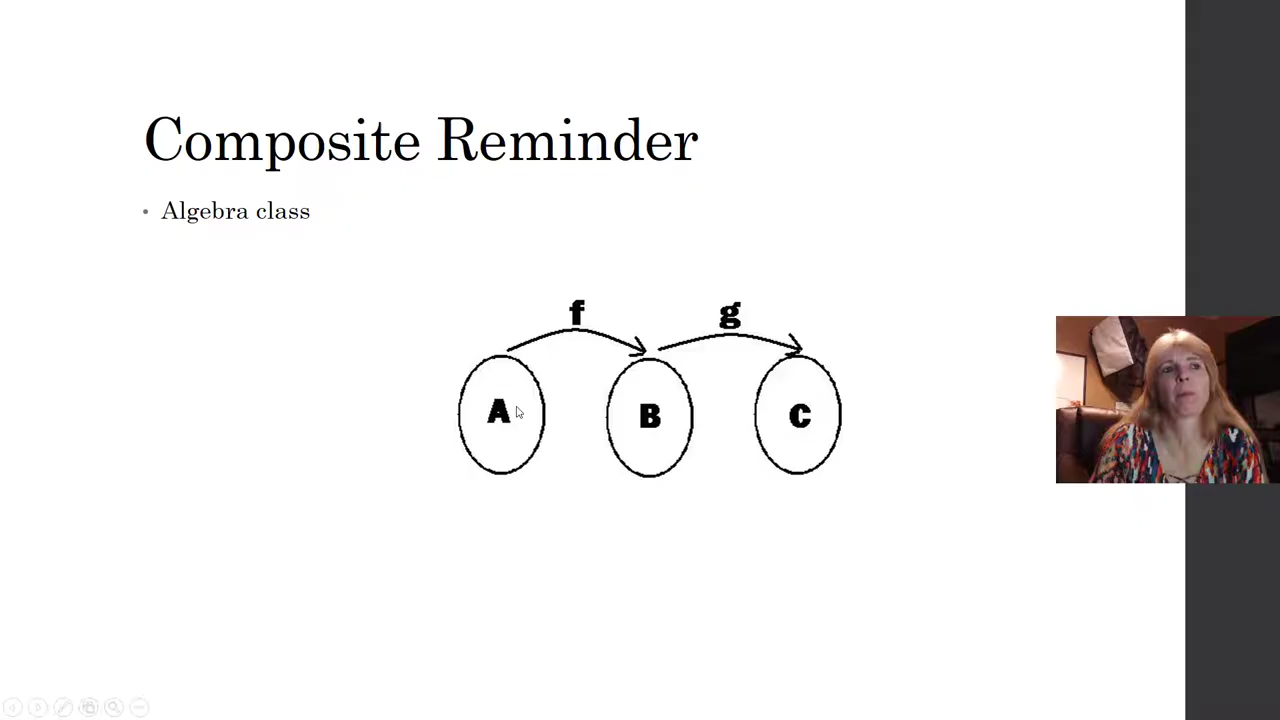 Composite Reminder
• Algebra class
f g
A B C